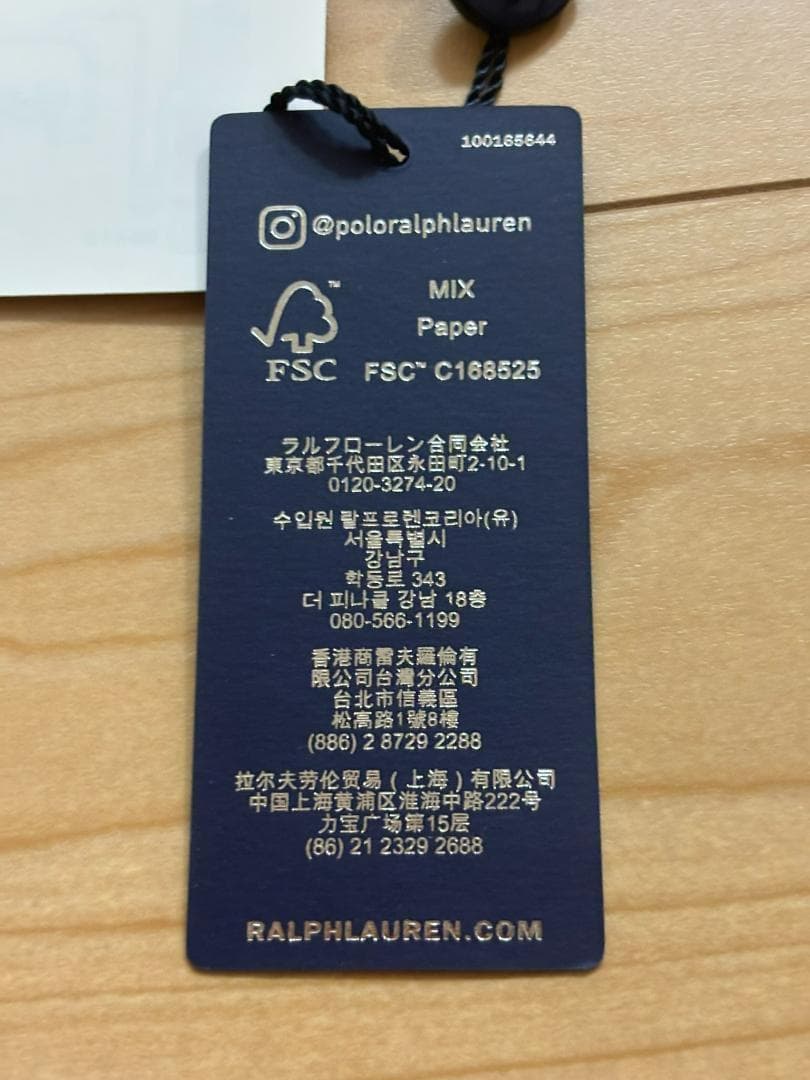 100165644
@poloralphlauren
™
MIX
Paper
FSC
FSC™ C168525
ラルフローレン合同会社
東京都千代田区永田町2-10-1
0120-3274-20
수입원 랄프로렌코리아(유)
서울특별시
강남구
학동로 343
더 피나클 강남 18층
080-566-1199
香港商雷夫羅倫有
限公司台灣分公司
台北市信義區
松高路1號8樓
(886) 2 8729 2288
拉尔夫劳伦贸易（上海）有限公司
中国上海黄浦区淮海中路222号
力宝广场第15层
(86) 21 2329 2688
RALPHLAUREN.COM